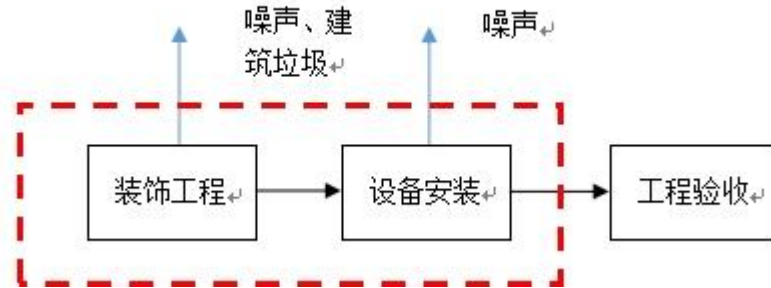 噪声、建
筑垃圾
噪声
装饰工程
设备安装
工程验收